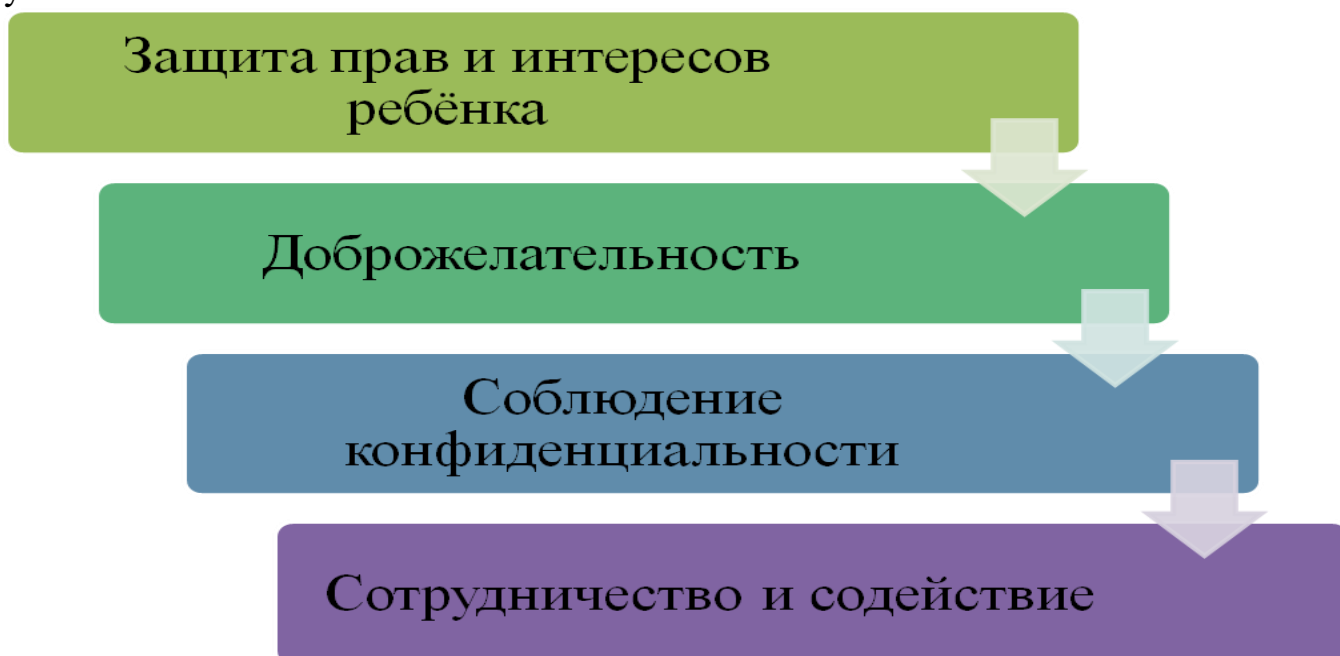 Защита прав и интересов
ребёнка
Доброжелательность
Соблюдение
конфиденциальности
Сотрудничество и содействие